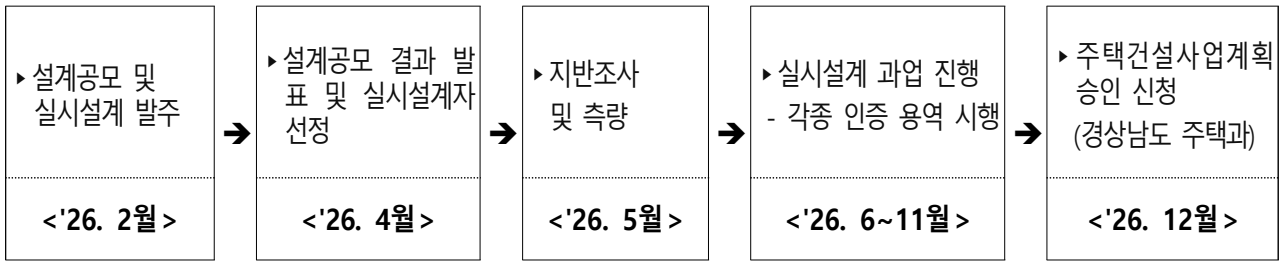 ▸설계공모 및
실시설계 발주
<'26. 2월>
➔
▸설계공모 결과 발
표 및 실시설계자
선정
<'26. 4월>
➔
▸지반조사
및 측량
<'26. 5월>
➔
▸실시설계 과업 진행
- 각종 인증 용역 시행
<'26. 6~11월>
➔
▸주택건설사업계획
승인 신청
(경상남도 주택과)
<'26. 12월>